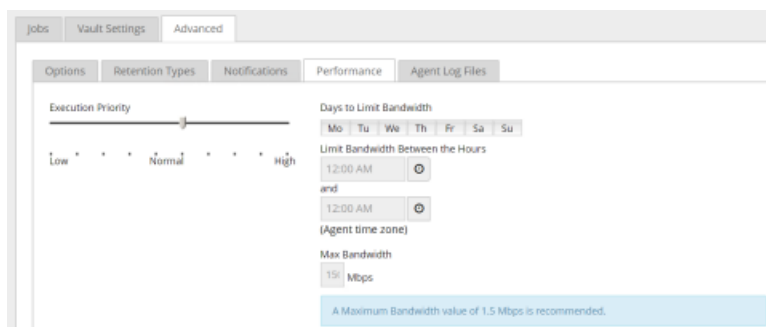 Jobs Vault Settings Advanced
Options Retention Types Notifications Performance Agent Log Files
Execution Priority
Low Normal High
Days to Limit Bandwidth
Mo Tu We Th Fr Sa Su
Limit Bandwidth Between the Hours
12:00 AM
and
12:00 AM
(Agent time zone)
Max Bandwidth
Mbps
A Maximum Bandwidth value of 1.5 Mbps is recommended.